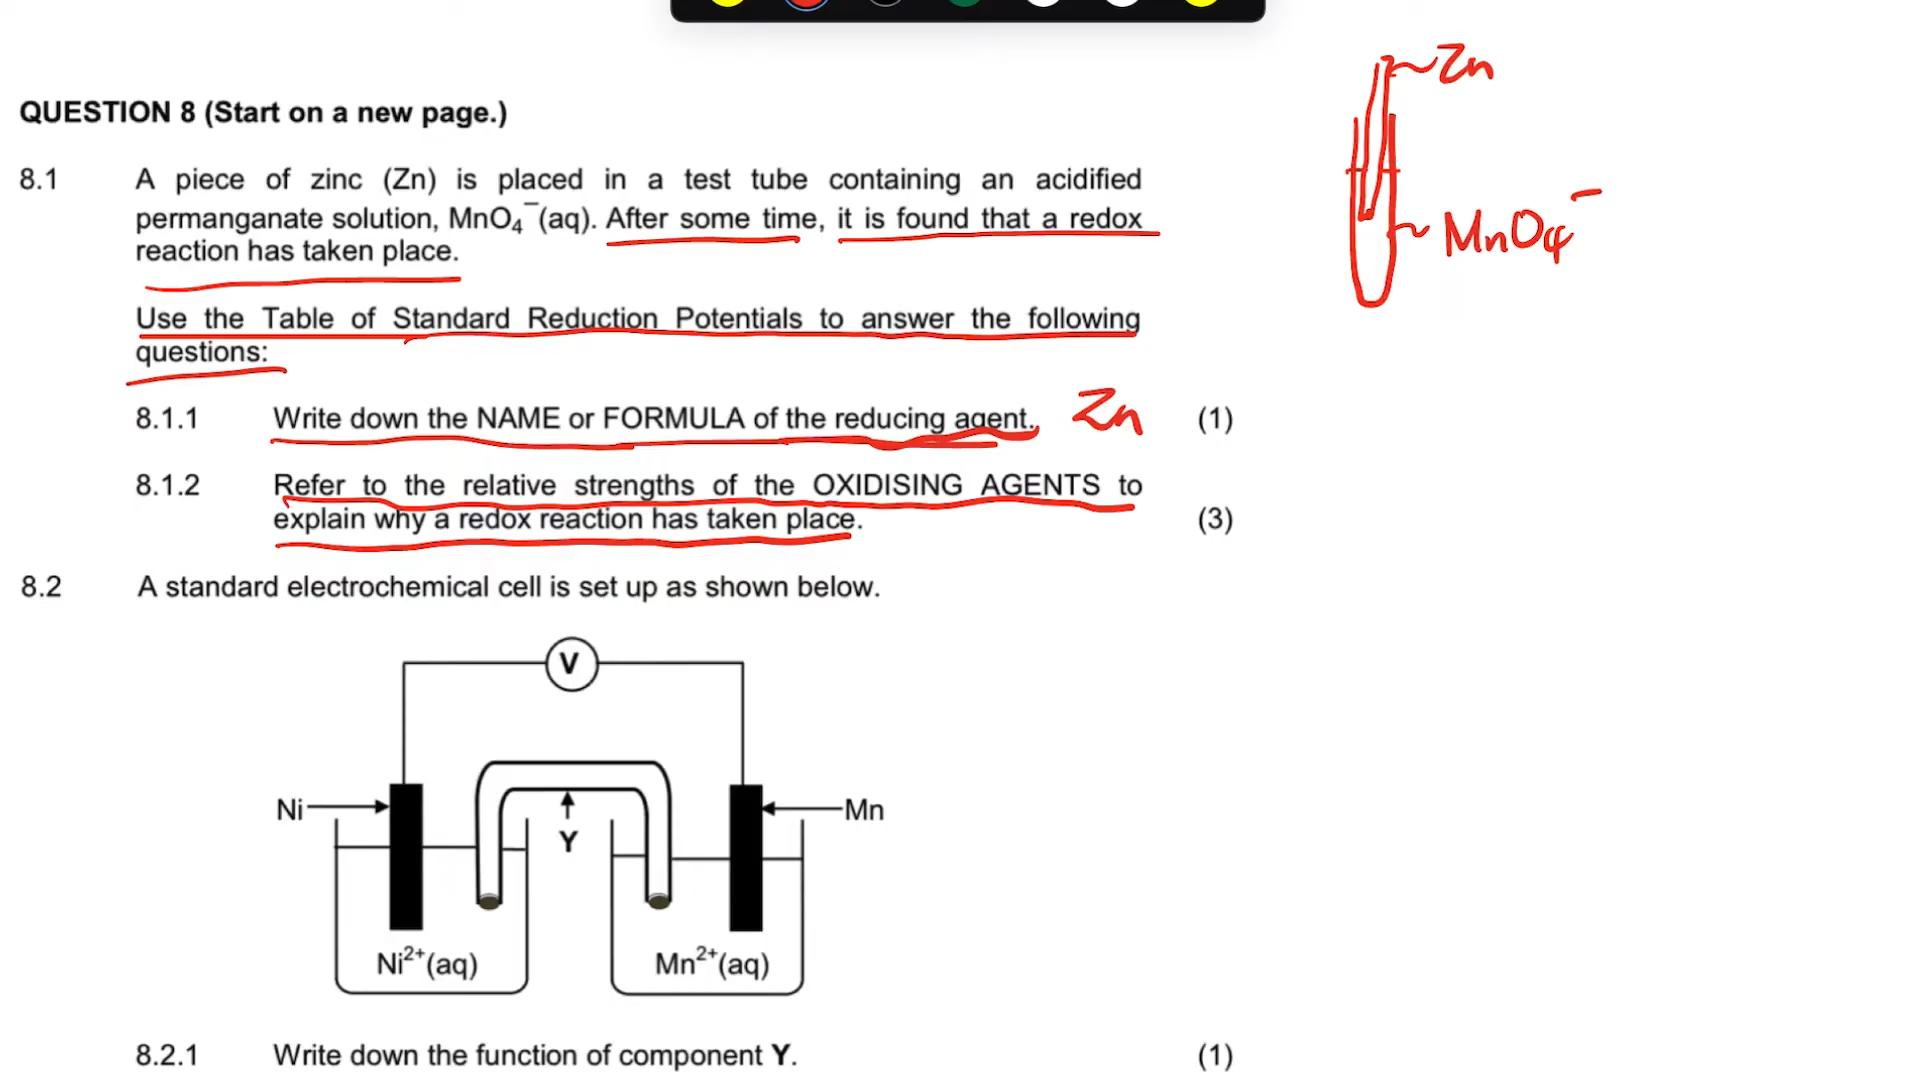 QUESTION 8 (Start on a new page.)
8.1 A piece of zinc (Zn) is placed in a test tube containing an acidified
permanganate solution, MnO₄⁻(aq). After some time, it is found that a redox
reaction has taken place.
Zn
MnO₄⁻
Use the Table of Standard Reduction Potentials to answer the following
questions:
8.1.1 Write down the NAME or FORMULA of the reducing agent. Zn (1)
8.1.2 Refer to the relative strengths of the OXIDISING AGENTS to
explain why a redox reaction has taken place. (3)
8.2 A standard electrochemical cell is set up as shown below.
V
Ni
Mn
Y
Ni²⁺(aq)
Mn²⁺(aq)
8.2.1 Write down the function of component Y. (1)